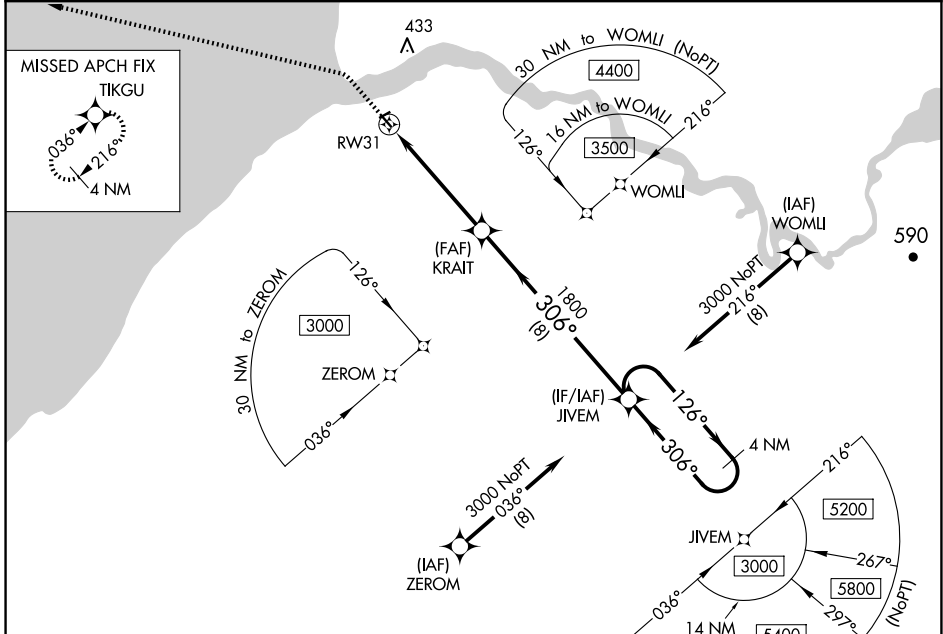 433
MISSED APCH FIX
TIKGU
036°
216°
4 NM
RW31
30 NM to WOMLI (NoPT)
4400
16 NM to WOMLI
3500
126°
216°
WOMLI
(IAF)
WOMLI
590
3000 NoPT
216°
(8)
(FAF)
KRAIT
1800
306°
(8)
30 NM to ZEROM
126°
3000
ZEROM
036°
(IF/IAF)
JIVEM
126°
306°
4 NM
3000 NoPT
036°
(8)
(IAF)
ZEROM
216°
5200
JIVEM
3000
267°
5800
(NoPT)
036°
297°
14 NM
5400